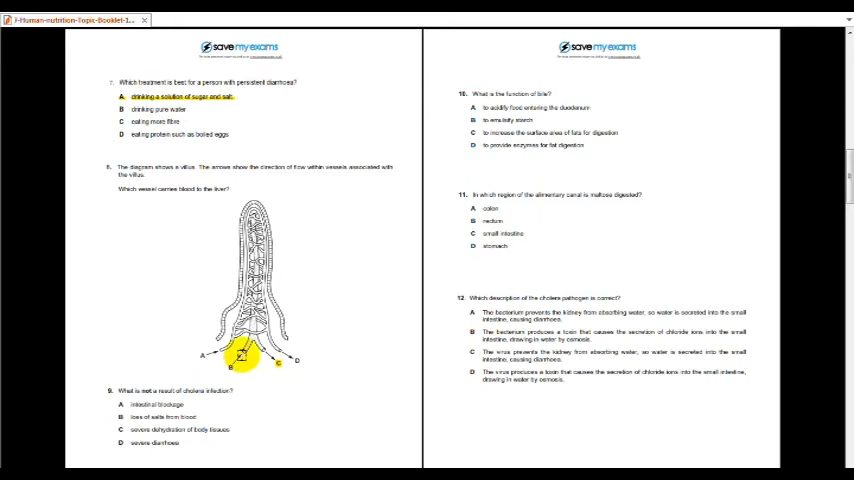 7-Human-nutrition-Topic-Booklet-1...
save my exams
7. Which treatment is best for a person with persistent diarrhoea?
A drinking a solution of sugar and salt
B drinking pure water
C eating more fibre
D eating protein such as boiled eggs
8. The diagram shows a villus. The arrows show the direction of flow within vessels associated with
the villus.
Which vessel carries blood to the liver?
A
B
C
D
9. What is not a result of cholera infection?
A intestinal blockage
B loss of salts from blood
C severe dehydration of body tissues
D severe diarrhoea
save my exams
10. What is the function of bile?
A to acidify food entering the duodenum
B to emulsify starch
C to increase the surface area of fats for digestion
D to provide enzymes for fat digestion
11. In which region of the alimentary canal is maltose digested?
A colon
B rectum
C small intestine
D stomach
12. Which description of the cholera pathogen is correct?
A The bacterium prevents the kidney from absorbing water, so water is secreted into the small
intestine, causing diarrhoea.
B The bacterium produces a toxin that causes the secretion of chloride ions into the small
intestine, drawing in water by osmosis.
C The virus prevents the kidney from absorbing water, so water is secreted into the small
intestine, causing diarrhoea.
D The virus produces a toxin that causes the secretion of chloride ions into the small intestine,
drawing in water by osmosis.